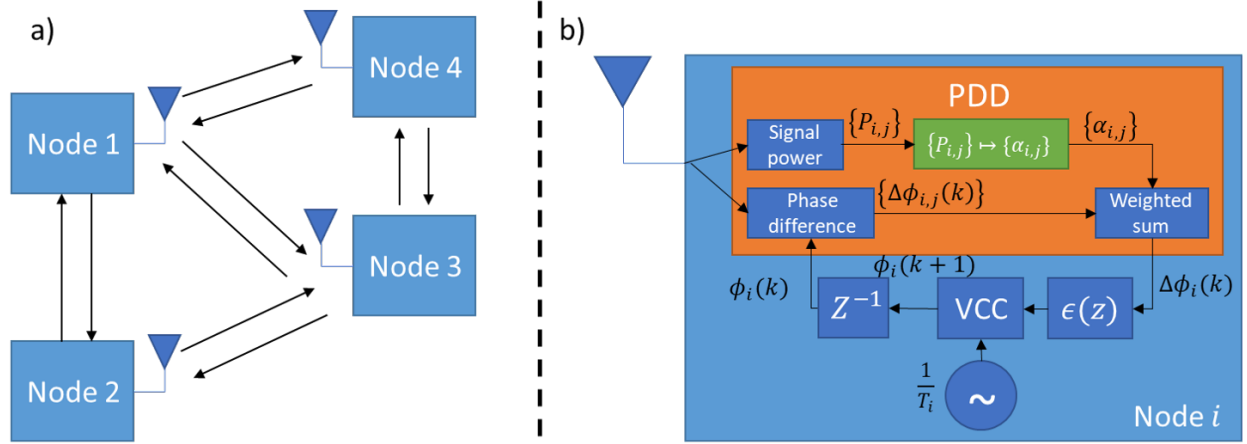 a)
Node 1
Node 4
Node 3
Node 2
b)
PDD
Signal
power
{P_{i,j}}
{P_{i,j}} ↦ {α_{i,j}}
{α_{i,j}}
Phase
difference
{Δϕ_{i,j}(k)}
Weighted
sum
ϕ_i(k)
ϕ_i(k + 1)
Δϕ_i(k)
Z^{-1}
VCC
ϵ(z)
1/T_i
~
Node i